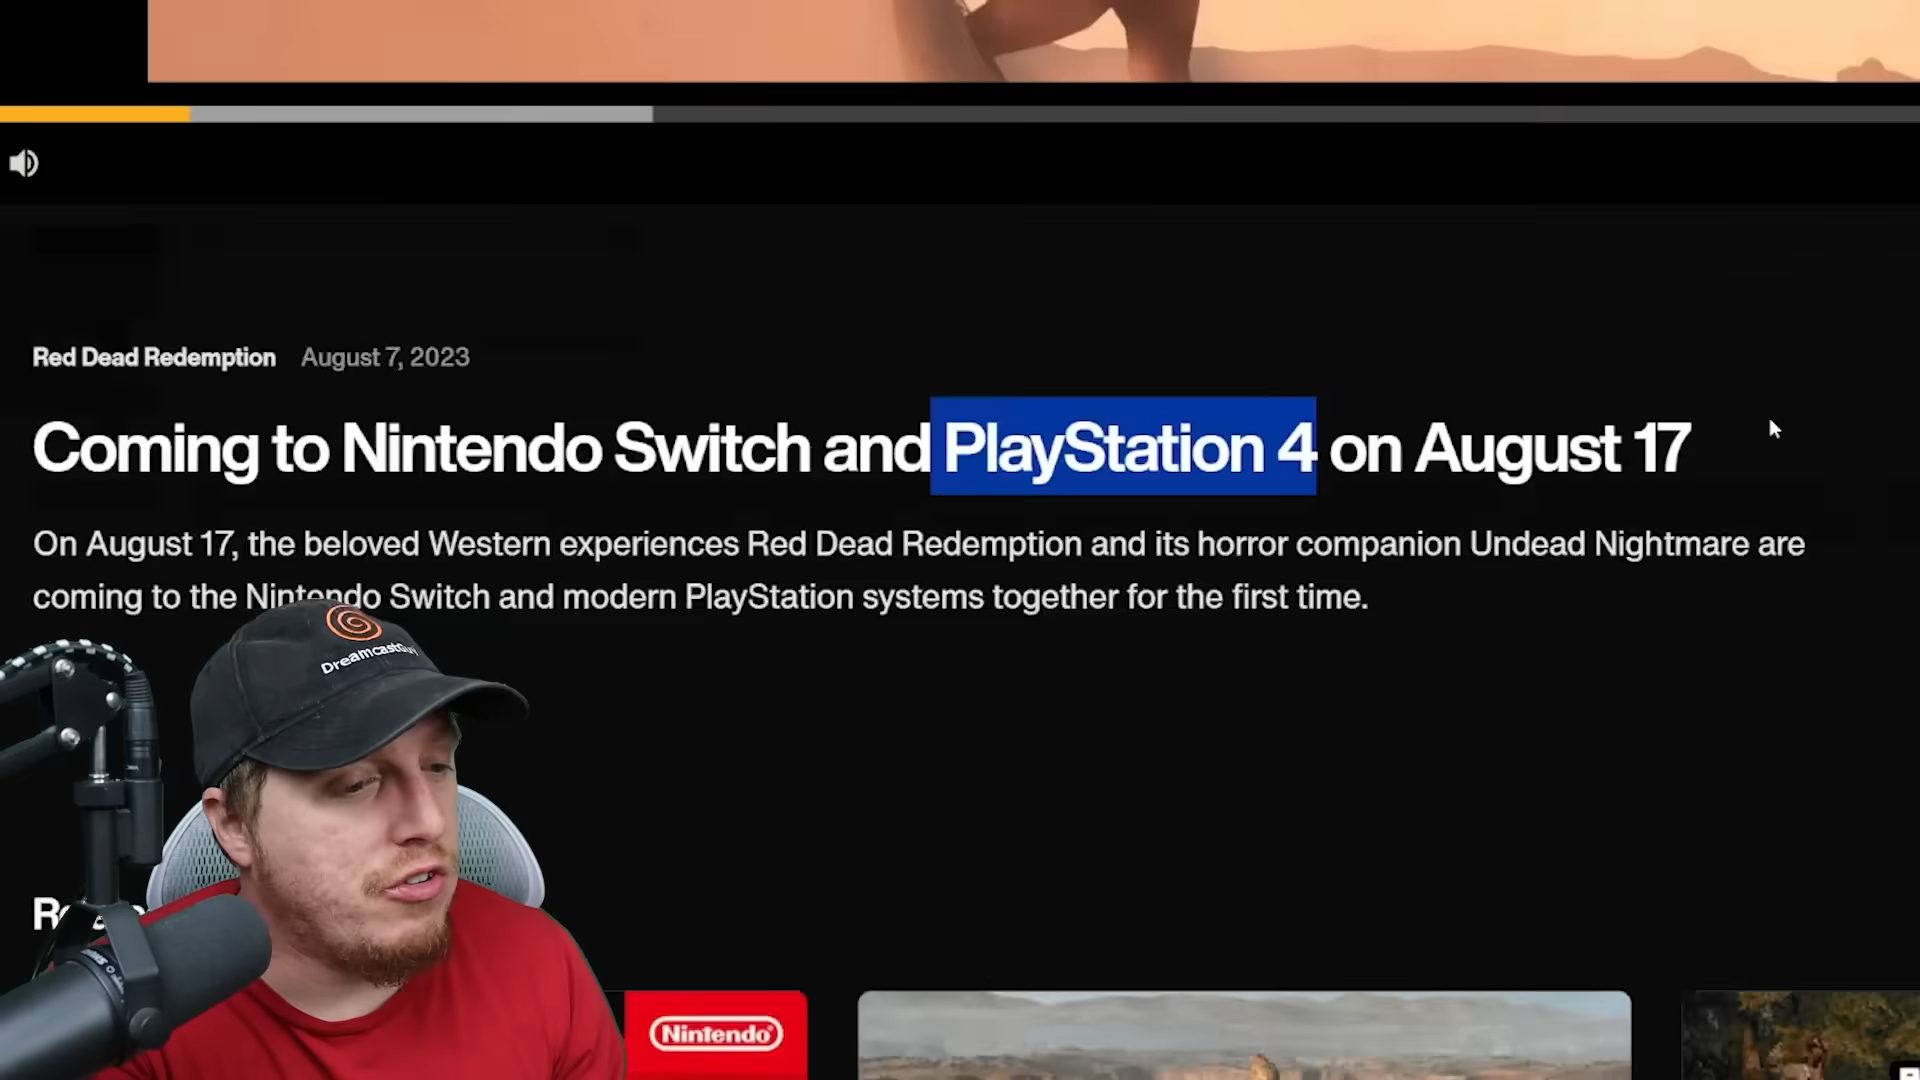 Red Dead Redemption August 7, 2023
Coming to Nintendo Switch and PlayStation 4 on August 17
On August 17, the beloved Western experiences Red Dead Redemption and its horror companion Undead Nightmare are
coming to the Nintendo Switch and modern PlayStation systems together for the first time.
DreamcastGuy
Nintendo